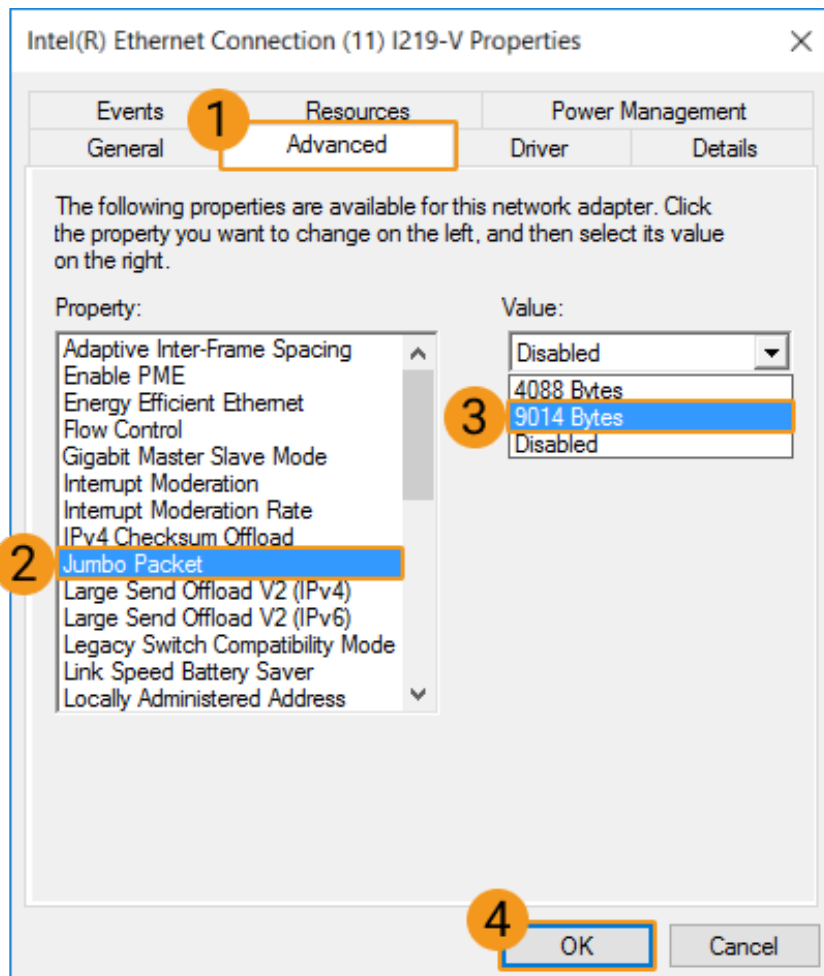 Intel(R) Ethernet Connection (11) I219-V Properties
Events
Resources
Power Management
1
General
Advanced
Driver
Details
The following properties are available for this network adapter. Click
the property you want to change on the left, and then select its value
on the right.
Property:
Value:
Adaptive Inter-Frame Spacing
Enable PME
Energy Efficient Ethernet
Flow Control
Gigabit Master Slave Mode
Interrupt Moderation
Interrupt Moderation Rate
IPv4 Checksum Offload
2
Jumbo Packet
Large Send Offload V2 (IPv4)
Large Send Offload V2 (IPv6)
Legacy Switch Compatibility Mode
Link Speed Battery Saver
Locally Administered Address
Disabled
4088 Bytes
3
9014 Bytes
Disabled
4
OK
Cancel